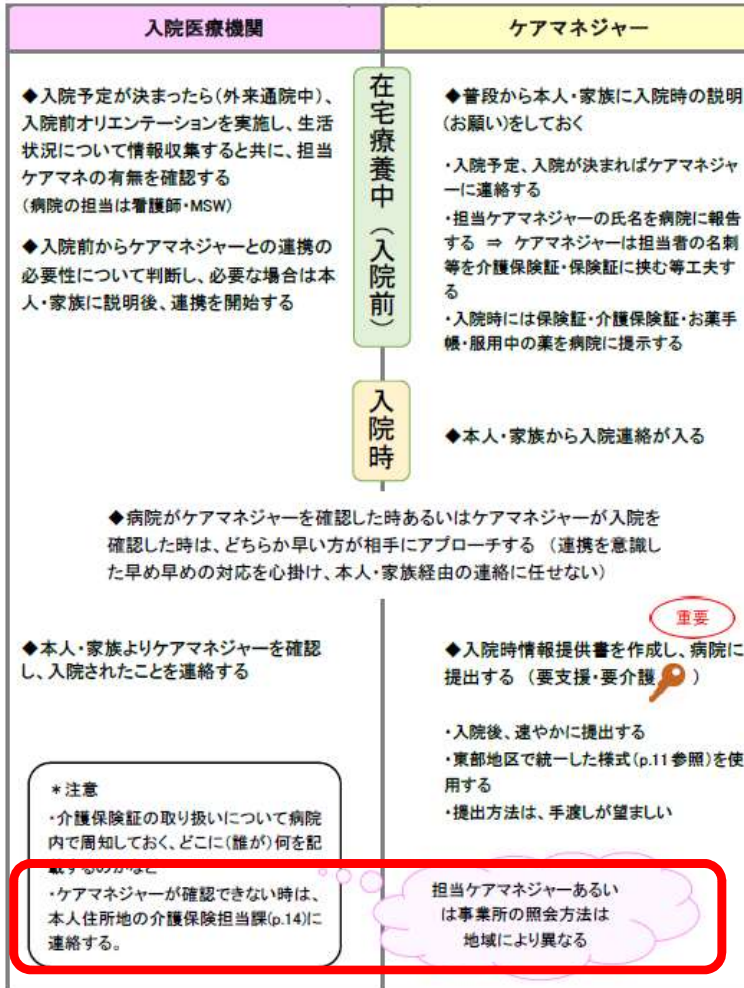 入院医療機関
ケアマネジャー
◆入院予定が決まったら(外来通院中)、
入院前オリエンテーションを実施し、生活
状況について情報収集すると共に、担当
ケアマネの有無を確認する
(病院の担当は看護師・MSW)
◆入院前からケアマネジャーとの連携の
必要性について判断し、必要な場合は本
人・家族に説明後、連携を開始する
在宅療養中(入院前)
◆普段から本人・家族に入院時の説明
(お願い)をしておく
・入院予定、入院が決まればケアマネジャ
ーに連絡する
・担当ケアマネジャーの氏名を病院に報告
する ⇒ ケアマネジャーは担当者の名刺
等を介護保険証・保険証に挟む等工夫す
る
・入院時には保険証・介護保険証・お薬手
帳・服用中の薬を病院に提示する
入院時
◆本人・家族から入院連絡が入る
◆病院がケアマネジャーを確認した時あるいはケアマネジャーが入院を
確認した時は、どちらか早い方が相手にアプローチする (連携を意識し
た早め早めの対応を心掛け、本人・家族経由の連絡に任せない)
◆本人・家族よりケアマネジャーを確認
し、入院されたことを連絡する
重要
◆入院時情報提供書を作成し、病院に
提出する (要支援・要介護 )
・入院後、速やかに提出する
・東部地区で統一した様式(p.11参照)を使
用する
・提出方法は、手渡しが望ましい
*注意
・介護保険証の取り扱いについて病院
内で周知しておく、どこに(誰が)何を記
載するのかなど
・ケアマネジャーが確認できない時は、
本人住所地の介護保険担当課(p.14)に
連絡する。
担当ケアマネジャーあるい
は事業所の照会方法は
地域により異なる